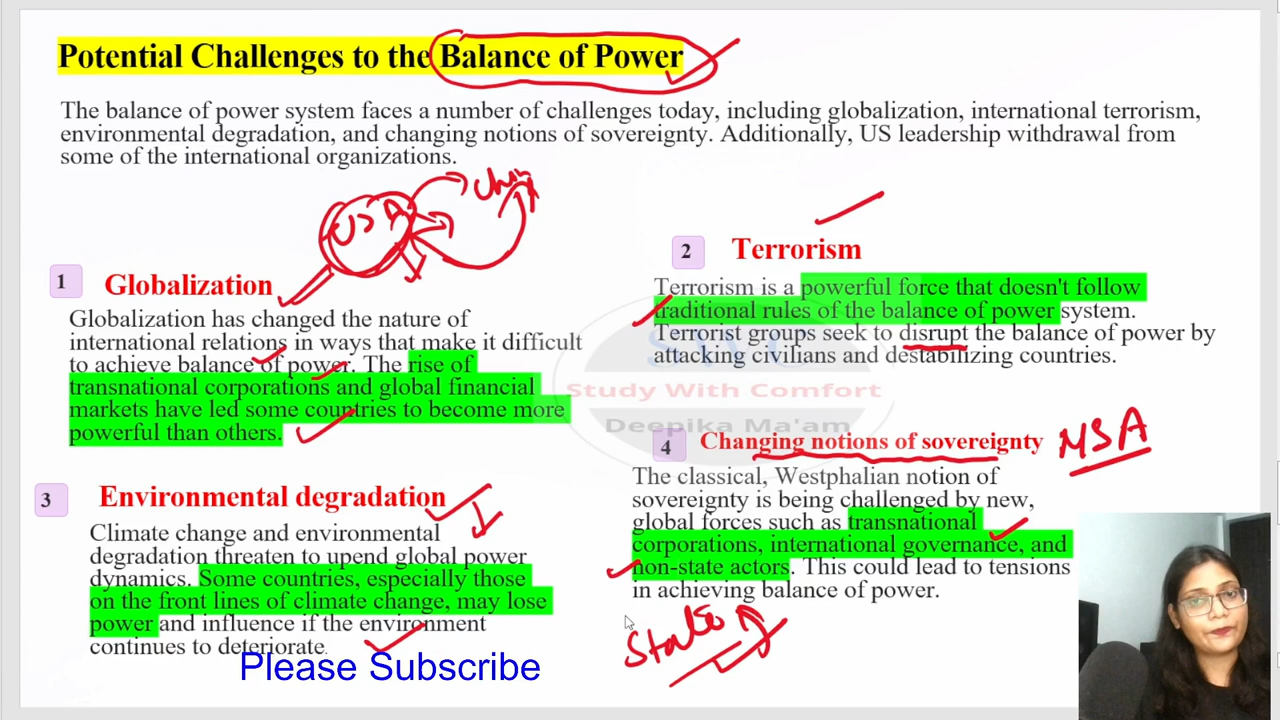 Potential Challenges to the Balance of Power
The balance of power system faces a number of challenges today, including globalization, international terrorism,
environmental degradation, and changing notions of sovereignty. Additionally, US leadership withdrawal from
some of the international organizations.
USA
1
Globalization
Globalization has changed the nature of
international relations in ways that make it difficult
to achieve balance of power. The rise of
transnational corporations and global financial
markets have led some countries to become more
powerful than others.
2
Terrorism
Terrorism is a powerful force that doesn't follow
traditional rules of the balance of power system.
Terrorist groups seek to disrupt the balance of power by
attacking civilians and destabilizing countries.
SWC
Study With Comfort
Deepika Ma'am
3
Environmental degradation
Climate change and environmental
degradation threaten to upend global power
dynamics. Some countries, especially those
on the front lines of climate change, may lose
power and influence if the environment
continues to deteriorate.
4
Changing notions of sovereignty
NSA
The classical, Westphalian notion of
sovereignty is being challenged by new,
global forces such as transnational
corporations, international governance, and
non-state actors. This could lead to tensions
in achieving balance of power.
Please Subscribe